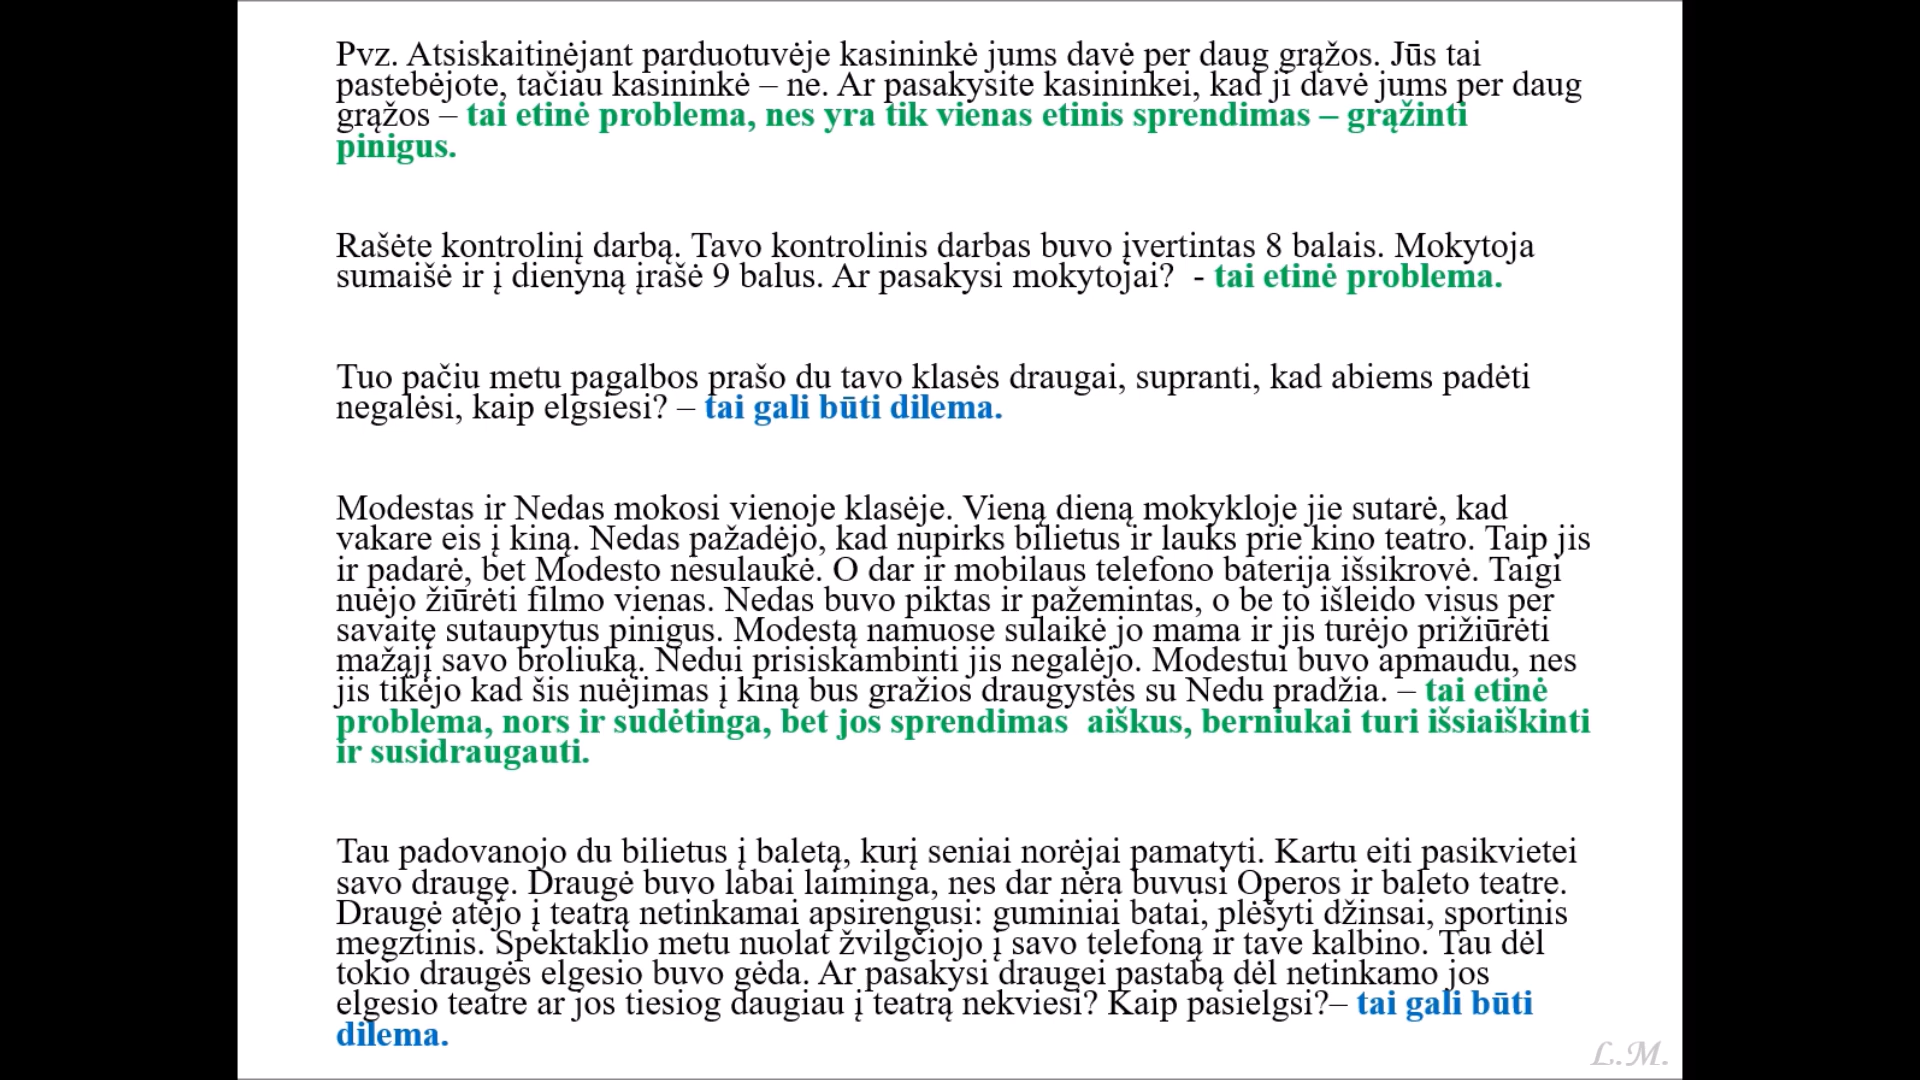 Pvz. Atsiskaitinėjant parduotuvėje kasininkė jums davė per daug grąžos. Jūs tai
pastebėjote, tačiau kasininkė – ne. Ar pasakysite kasininkei, kad ji davė jums per daug
grąžos – tai etinė problema, nes yra tik vienas etinis sprendimas – grąžinti
pinigus.
Rašėte kontrolinį darbą. Tavo kontrolinis darbas buvo įvertintas 8 balais. Mokytoja
sumaišė ir į dienyną įrašė 9 balus. Ar pasakysi mokytojai?  - tai etinė problema.
Tuo pačiu metu pagalbos prašo du tavo klasės draugai, supranti, kad abiems padėti
negalėsi, kaip elgsiesi? – tai gali būti dilema.
Modestas ir Nedas mokosi vienoje klasėje. Vieną dieną mokykloje jie sutarė, kad
vakare eis į kiną. Nedas pažadėjo, kad nupirks bilietus ir lauks prie kino teatro. Taip jis
ir padarė, bet Modesto nesulaukė. O dar ir mobilaus telefono baterija išsikrovė. Taigi
nuėjo žiūrėti filmo vienas. Nedas buvo piktas ir pažemintas, o be to išleido visus per
savaitę sutaupytus pinigus. Modestą namuose sulaikė jo mama ir jis turėjo prižiūrėti
mažąjį savo broliuką. Nedui prisiskambinti jis negalėjo. Modestui buvo apmaudu, nes
jis tikėjo kad šis nuėjimas į kiną bus gražios draugystės su Nedu pradžia. – tai etinė
problema, nors ir sudėtinga, bet jos sprendimas  aiškus, berniukai turi išsiaiškinti
ir susidraugauti.
Tau padovanojo du bilietus į baletą, kurį seniai norėjai pamatyti. Kartu eiti pasikvietei
savo draugę. Draugė buvo labai laiminga, nes dar nėra buvusi Operos ir baleto teatre.
Draugė atėjo į teatrą netinkamai apsirengusi: guminiai batai, plėšyti džinsai, sportinis
megztinis. Spektaklio metu nuolat žvilgčiojo į savo telefoną ir tave kalbino. Tau dėl
tokio draugės elgesio buvo gėda. Ar pasakysi draugei pastabą dėl netinkamo jos
elgesio teatre ar jos tiesiog daugiau į teatrą nekviesi? Kaip pasielgsi?– tai gali būti
dilema.
L.M.